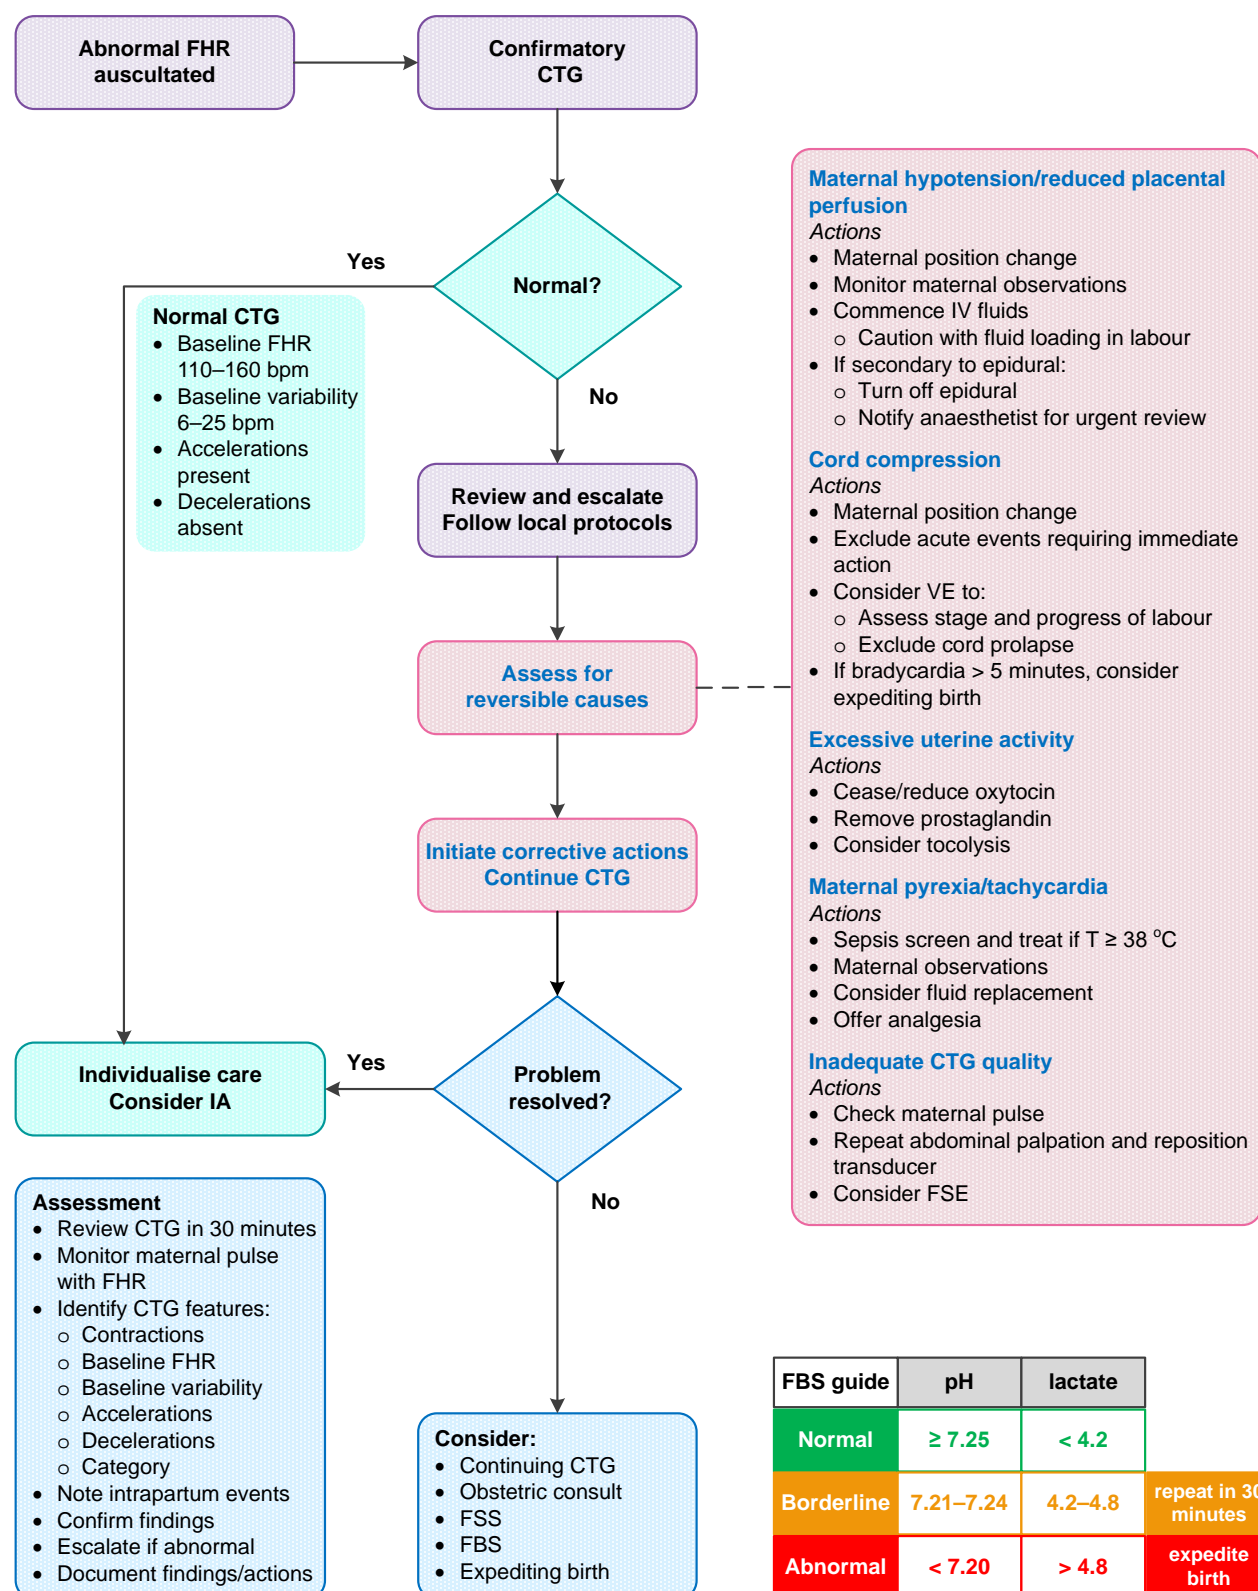 Abnormal FHR
auscultated
Confirmatory
CTG
Normal?
Yes
No
Normal CTG
• Baseline FHR
110–160 bpm
• Baseline variability
6–25 bpm
• Accelerations
present
• Decelerations
absent
Review and escalate
Follow local protocols
Assess for
reversible causes
Initiate corrective actions
Continue CTG
Problem
resolved?
Yes
No
Individualise care
Consider IA
Maternal hypotension/reduced placental
perfusion
Actions
• Maternal position change
• Monitor maternal observations
• Commence IV fluids
o Caution with fluid loading in labour
• If secondary to epidural:
o Turn off epidural
o Notify anaesthetist for urgent review
Cord compression
Actions
• Maternal position change
• Exclude acute events requiring immediate
action
• Consider VE to:
o Assess stage and progress of labour
o Exclude cord prolapse
• If bradycardia > 5 minutes, consider
expediting birth
Excessive uterine activity
Actions
• Cease/reduce oxytocin
• Remove prostaglandin
• Consider tocolysis
Maternal pyrexia/tachycardia
Actions
• Sepsis screen and treat if T ≥ 38 °C
• Maternal observations
• Consider fluid replacement
• Offer analgesia
Inadequate CTG quality
Actions
• Check maternal pulse
• Repeat abdominal palpation and reposition
transducer
• Consider FSE
Assessment
• Review CTG in 30 minutes
• Monitor maternal pulse
with FHR
• Identify CTG features:
o Contractions
o Baseline FHR
o Baseline variability
o Accelerations
o Decelerations
o Category
• Note intrapartum events
• Confirm findings
• Escalate if abnormal
• Document findings/actions
Consider:
• Continuing CTG
• Obstetric consult
• FSS
• FBS
• Expediting birth
FBS guide pH lactate
Normal ≥ 7.25 < 4.2
Borderline 7.21–7.24 4.2–4.8 repeat in 30
minutes
Abnormal < 7.20 > 4.8 expedite
birth